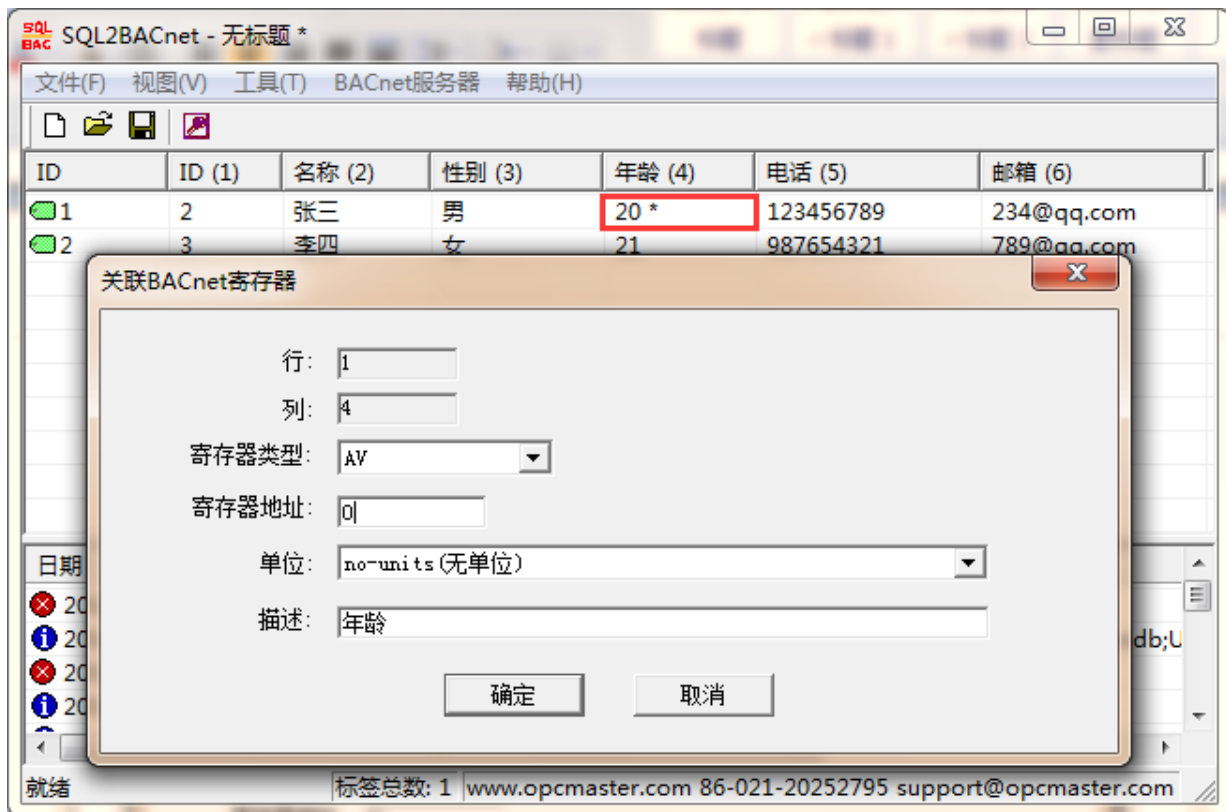 SQL BAC SQL2BACnet - 无标题 *
文件(F) 视图(V) 工具(T) BACnet服务器 帮助(H)
ID ID (1) 名称 (2) 性别 (3) 年龄 (4) 电话 (5) 邮箱 (6)
1 2 张三 男 20 * 123456789 234@qq.com
2 3 李四 女 21 987654321 789@qq.com
关联BACnet寄存器
行: 1
列: 4
寄存器类型: AV
寄存器地址: 0
单位: no-units(无单位)
描述: 年龄
确定 取消
日期
20
20 db;U
20
20
就绪 标签总数: 1 www.opcmaster.com 86-021-20252795 support@opcmaster.com